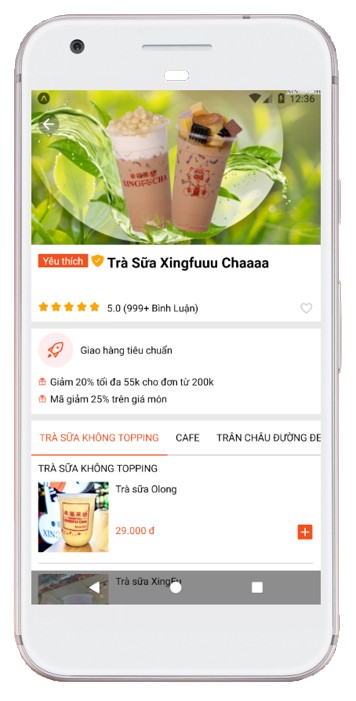 12:36
XINGFUCHA
Yêu thích
Trà Sữa Xingfuuu Chaaaa
5.0 (999+ Bình Luận)
Giao hàng tiêu chuẩn
Giảm 20% tối đa 55k cho đơn từ 200k
Mã giảm 25% trên giá món
TRÀ SỮA KHÔNG TOPPING CAFE TRÂN CHÂU ĐƯỜNG ĐE
TRÀ SỮA KHÔNG TOPPING
Trà sữa Olong
29.000 đ
Trà sữa XingFu